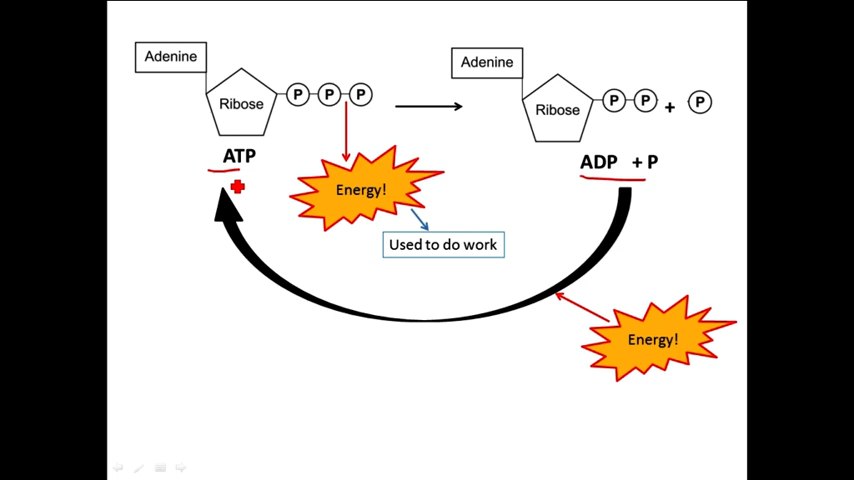 Adenine
Ribose
P P P
ATP
Energy!
Used to do work
Adenine
Ribose
P P + P
ADP + P
Energy!